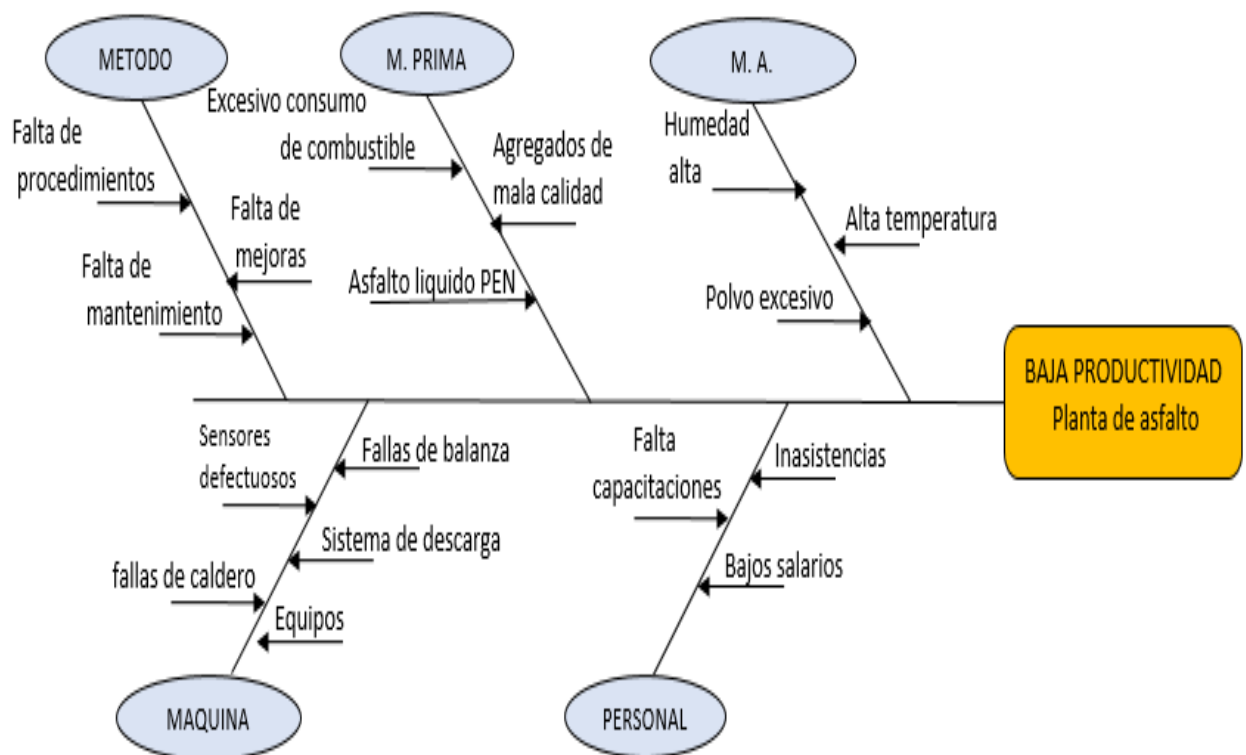 METODO
M. PRIMA
M. A.
Falta de
procedimientos
Falta de
mejoras
Falta de
mantenimiento
Excesivo consumo
de combustible
Agregados de
mala calidad
Asfalto liquido PEN
Humedad
alta
Alta temperatura
Polvo excesivo
BAJA PRODUCTIVIDAD
Planta de asfalto
Sensores
defectuosos
Fallas de balanza
Sistema de descarga
fallas de caldero
Equipos
Falta
capacitaciones
Inasistencias
Bajos salarios
MAQUINA
PERSONAL